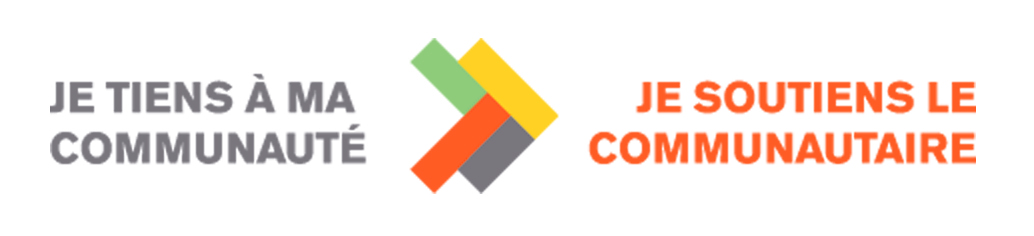 JE TIENS À MA
COMMUNAUTÉ
JE SOUTIENS LE
COMMUNAUTAIRE